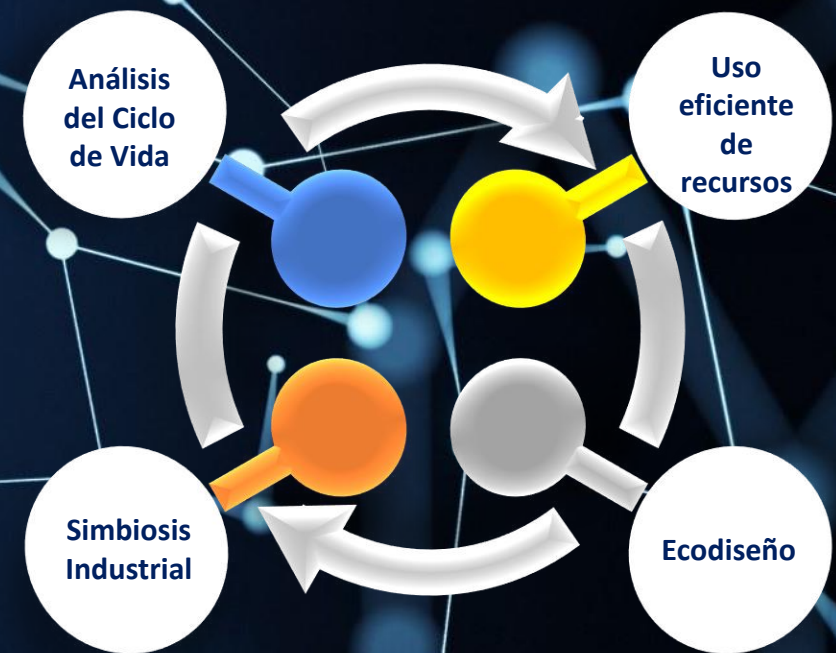 Análisis
del Ciclo
de Vida
Uso
eficiente
de
recursos
Simbiosis
Industrial
Ecodiseño